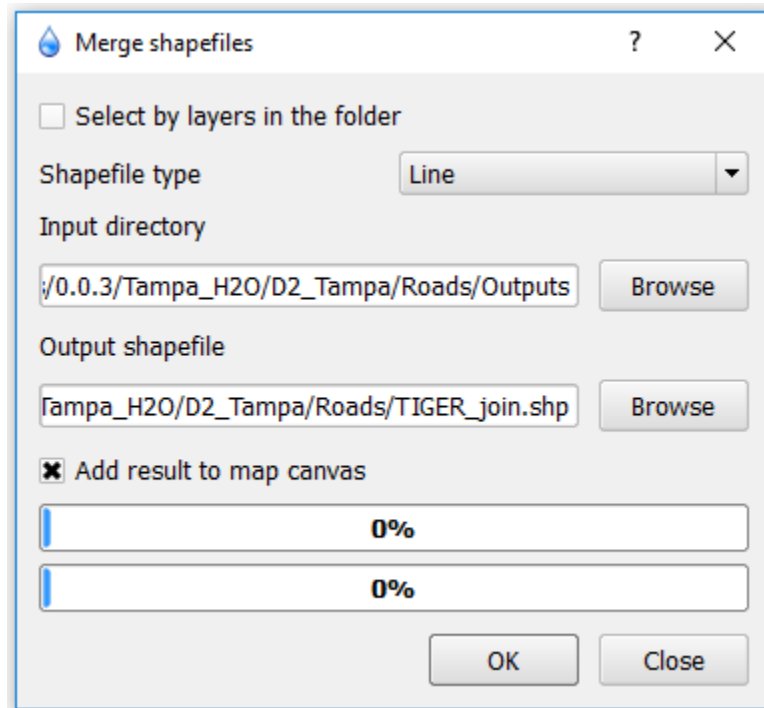 Merge shapefiles ? ×
Select by layers in the folder
Shapefile type Line
Input directory
/0.0.3/Tampa_H2O/D2_Tampa/Roads/Outputs Browse
Output shapefile
Tampa_H2O/D2_Tampa/Roads/TIGER_join.shp Browse
Add result to map canvas
0%
0%
OK Close